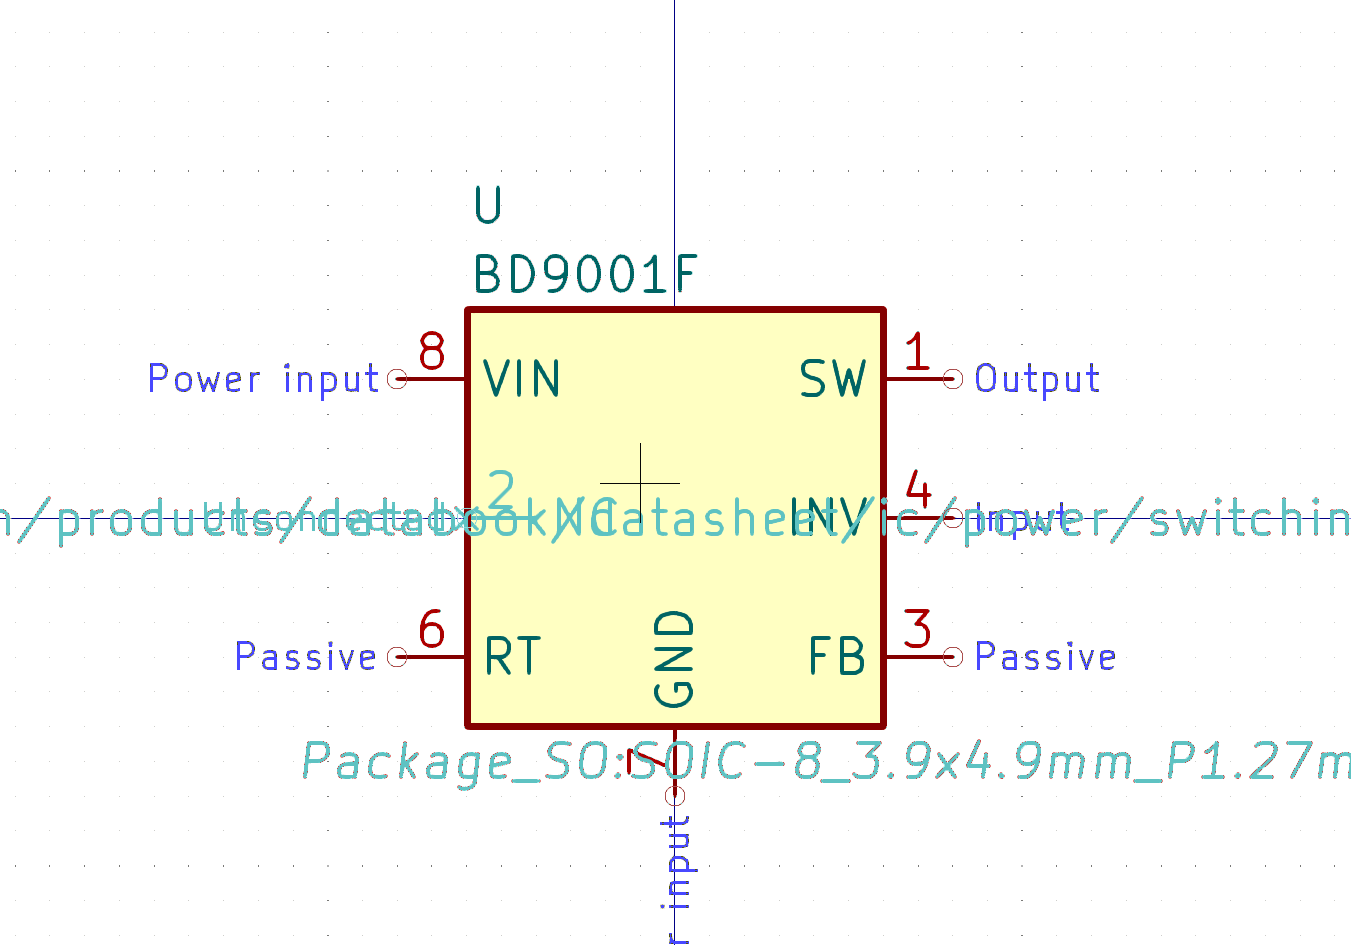 U
BD9001F
8
1
Power input
VIN
SW
Output
2
4
n/products/databook/datasheet/ic/power/switchin
NC
INV
Input
6
3
Passive
RT
GND
FB
Passive
7
Package_SO:SOIC-8_3.9x4.9mm_P1.27m
r input